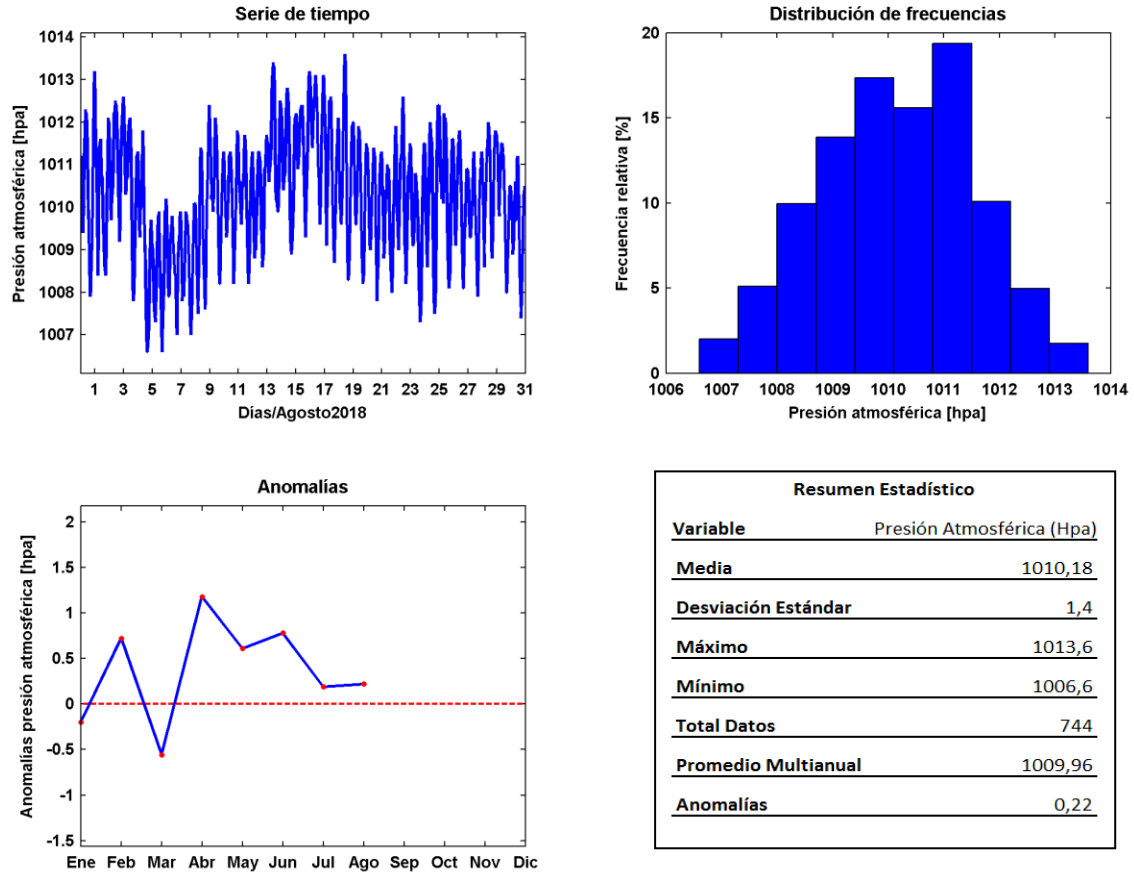 Serie de tiempo
Presión atmosférica [hpa]
1014
1013
1012
1011
1010
1009
1008
1007
1 3 5 7 9 11 13 15 17 19 21 23 25 27 29 31
Días/Agosto2018
Distribución de frecuencias
Frecuencia relativa [%]
20
15
10
5
0
1006 1007 1008 1009 1010 1011 1012 1013 1014
Presión atmosférica [hpa]
Anomalías
Anomalías presión atmosférica [hpa]
2
1.5
1
0.5
0
-0.5
-1
-1.5
Ene Feb Mar Abr May Jun Jul Ago Sep Oct Nov Dic
Resumen Estadístico
Variable Presión Atmosférica (Hpa)
Media 1010,18
Desviación Estándar 1,4
Máximo 1013,6
Mínimo 1006,6
Total Datos 744
Promedio Multianual 1009,96
Anomalías 0,22